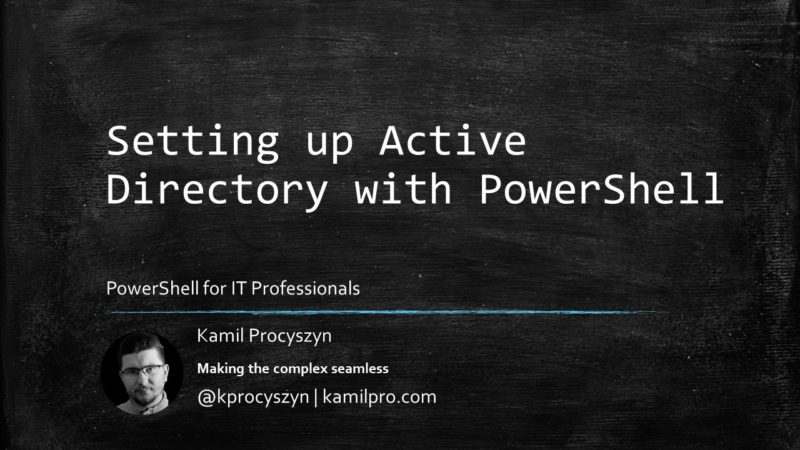 Setting up Active
Directory with PowerShell
PowerShell for IT Professionals
Kamil Procyszyn
Making the complex seamless
@kprocyszyn | kamilpro.com